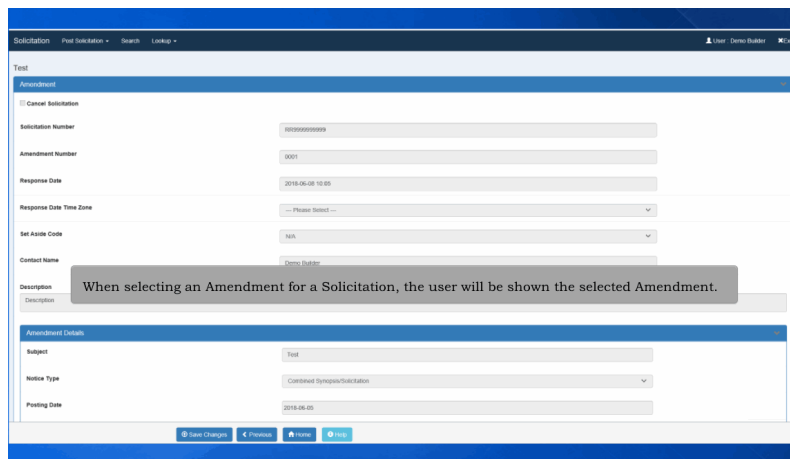 Solicitation Post Solicitation Search Lookup User Demo Builder
Test
Amendment
Cancel Solicitation
Solicitation Number RR9999999999
Amendment Number 0001
Response Date 2018-06-08 10:05
Response Date Time Zone --- Please Select ---
Set Aside Code N/A
Contact Name Demo Builder
When selecting an Amendment for a Solicitation, the user will be shown the selected Amendment.
Description
Description
Amendment Details
Subject Test
Notice Type Combined Synopsis/Solicitation
Posting Date 2018-06-05
Save Changes Previous Home Help